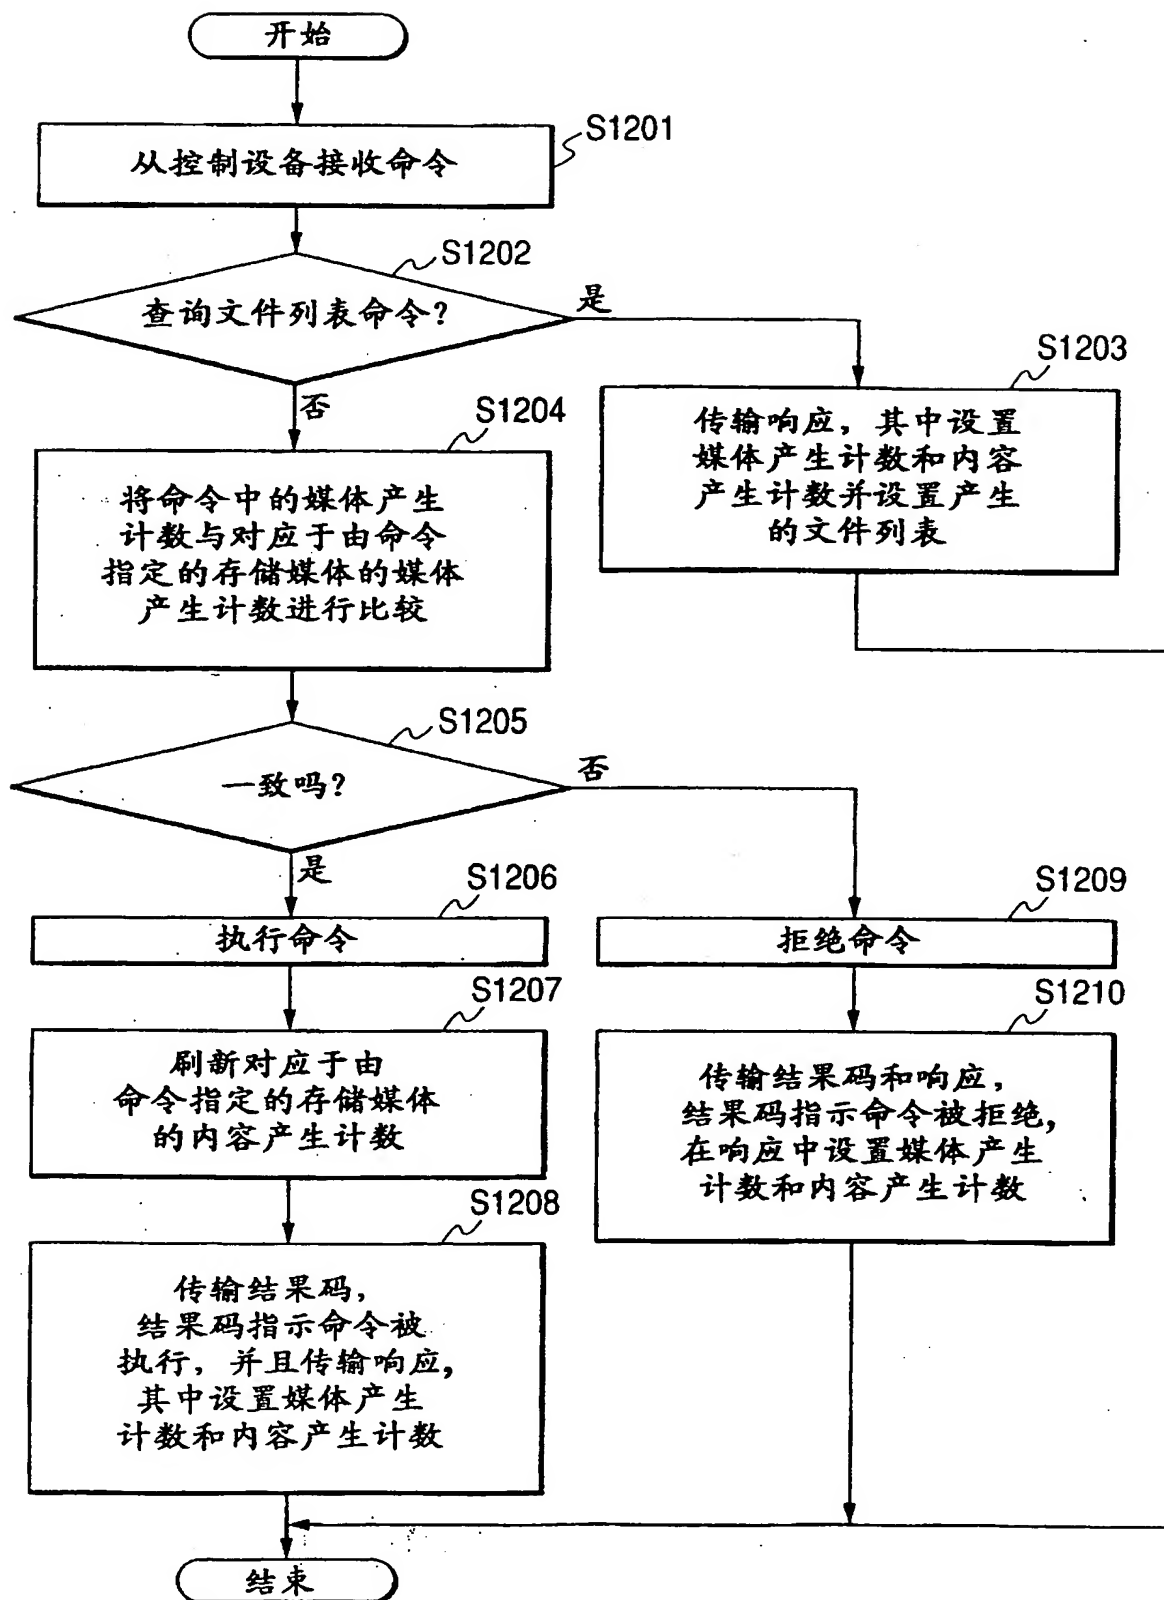 开始
S1201
从控制设备接收命令
S1202
查询文件列表命令?
是
否
S1203
传输响应，其中设置
媒体产生计数和内容
产生计数并设置产生
的文件列表
S1204
将命令中的媒体产生
计数与对应于由命令
指定的存储媒体的媒体
产生计数进行比较
S1205
一致吗?
否
是
S1206
执行命令
S1209
拒绝命令
S1207
刷新对应于由
命令指定的存储媒体
的内容产生计数
S1210
传输结果码和响应，
结果码指示命令被拒绝，
在响应中设置媒体产生
计数和内容产生计数
S1208
传输结果码，
结果码指示命令被
执行，并且传输响应，
其中设置媒体产生
计数和内容产生计数
结束